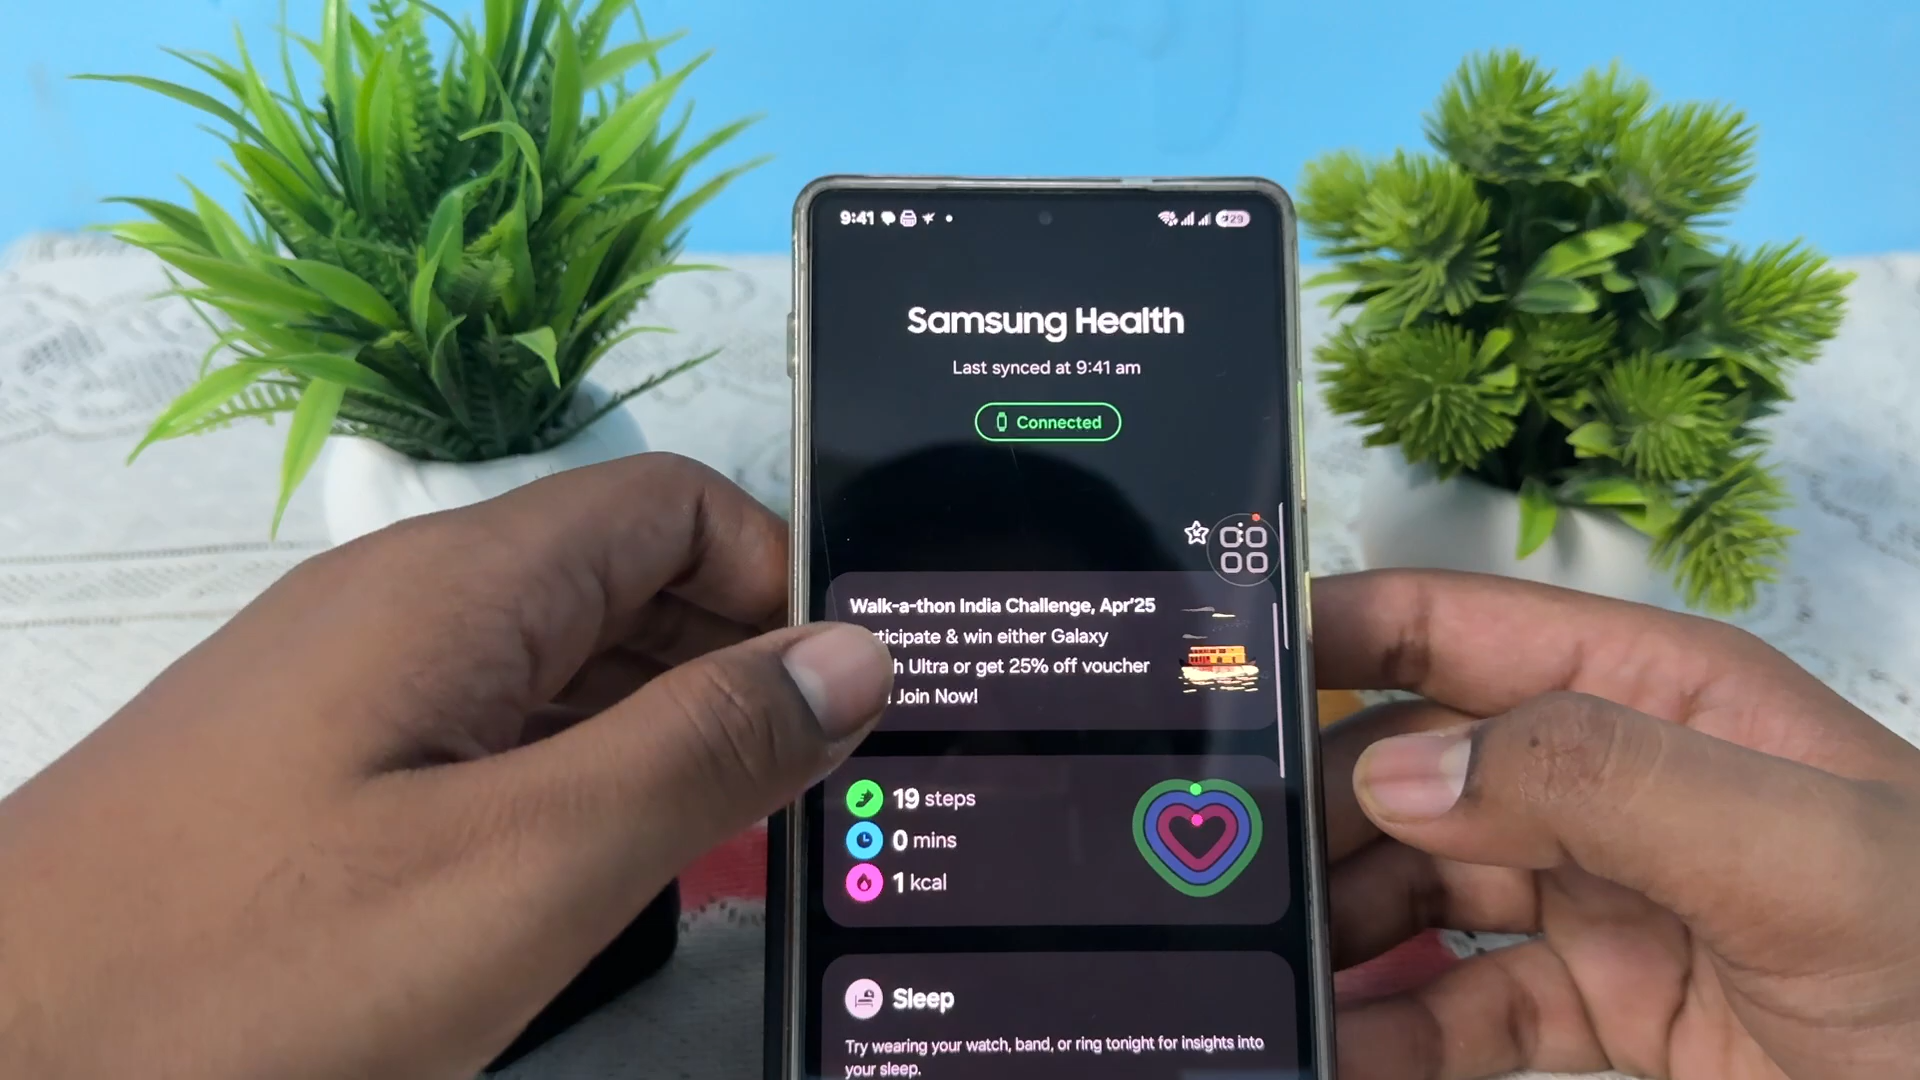 9:41
29
Samsung Health
Last synced at 9:41 am
Connected
Walk-a-thon India Challenge, Apr'25
ticipate & win either Galaxy
h Ultra or get 25% off voucher
! Join Now!
19 steps
0 mins
1 kcal
Sleep
Try wearing your watch, band, or ring tonight for insights into
your sleep.